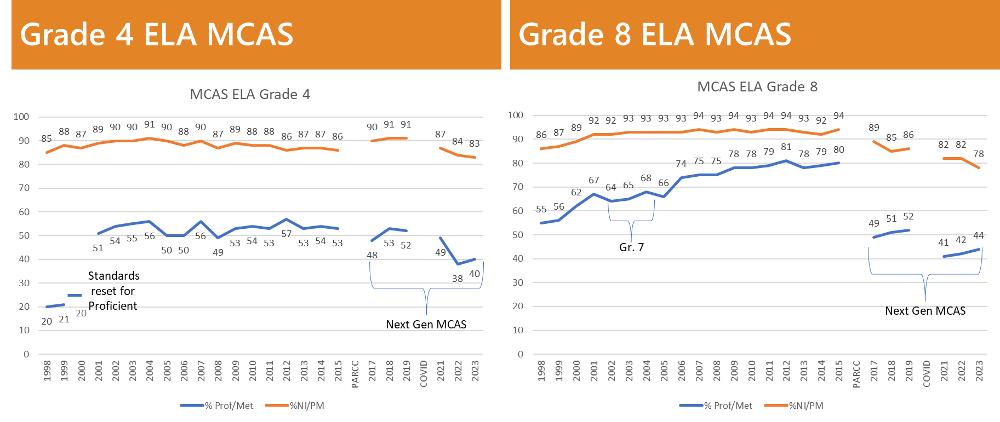 Grade 4 ELA MCAS
MCAS ELA Grade 4
100
90
80
70
60
50
40
30
20
10
0
85 88 87 89 90 90 91 90 88 90 87 89 88 88 86 87 87 86 90 91 91 87 84 83
20 21 20 51 54 55 56 50 50 56 49 53 54 53 57 53 54 53 48 53 52 49 38 40
Standards
reset for
Proficient
Next Gen MCAS
1998 1999 2000 2001 2002 2003 2004 2005 2006 2007 2008 2009 2010 2011 2012 2013 2014 2015 PARCC 2017 2018 2019 COVID 2021 2022 2023
% Prof/Met %NI/PM
Grade 8 ELA MCAS
MCAS ELA Grade 8
100
90
80
70
60
50
40
30
20
10
0
86 87 89 92 92 93 93 93 93 94 93 94 93 94 94 93 92 94 89 85 86 82 82 78
55 56 62 67 64 65 68 66 74 75 75 78 78 79 81 78 79 80 49 51 52 41 42 44
Gr. 7
Next Gen MCAS
1998 1999 2000 2001 2002 2003 2004 2005 2006 2007 2008 2009 2010 2011 2012 2013 2014 2015 PARCC 2017 2018 2019 COVID 2021 2022 2023
% Prof/Met %NI/PM